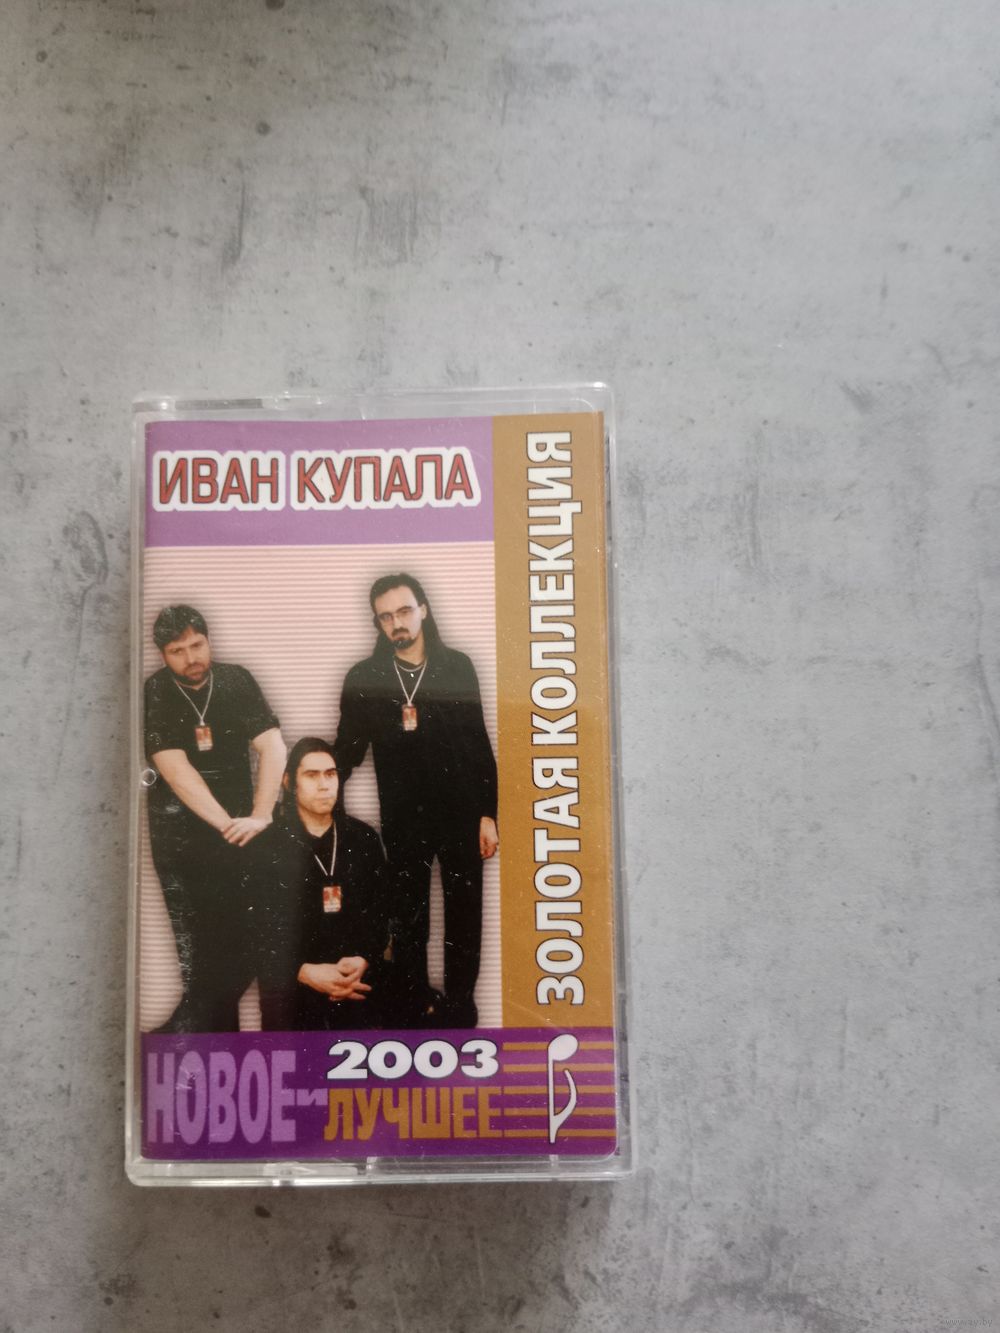 ИВАН КУПАЛА
ЗОЛОТАЯ КОЛЛЕКЦИЯ
2003
НОВОЕ И ЛУЧШЕЕ